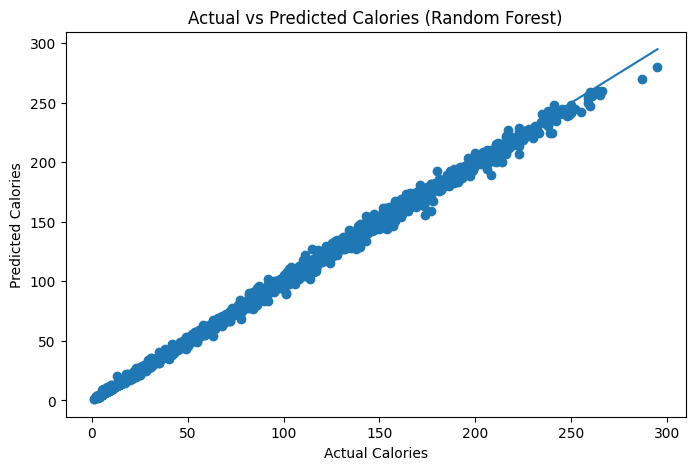 Actual vs Predicted Calories (Random Forest)
300
250
200
150
100
50
0
Predicted Calories
0 50 100 150 200 250 300
Actual Calories